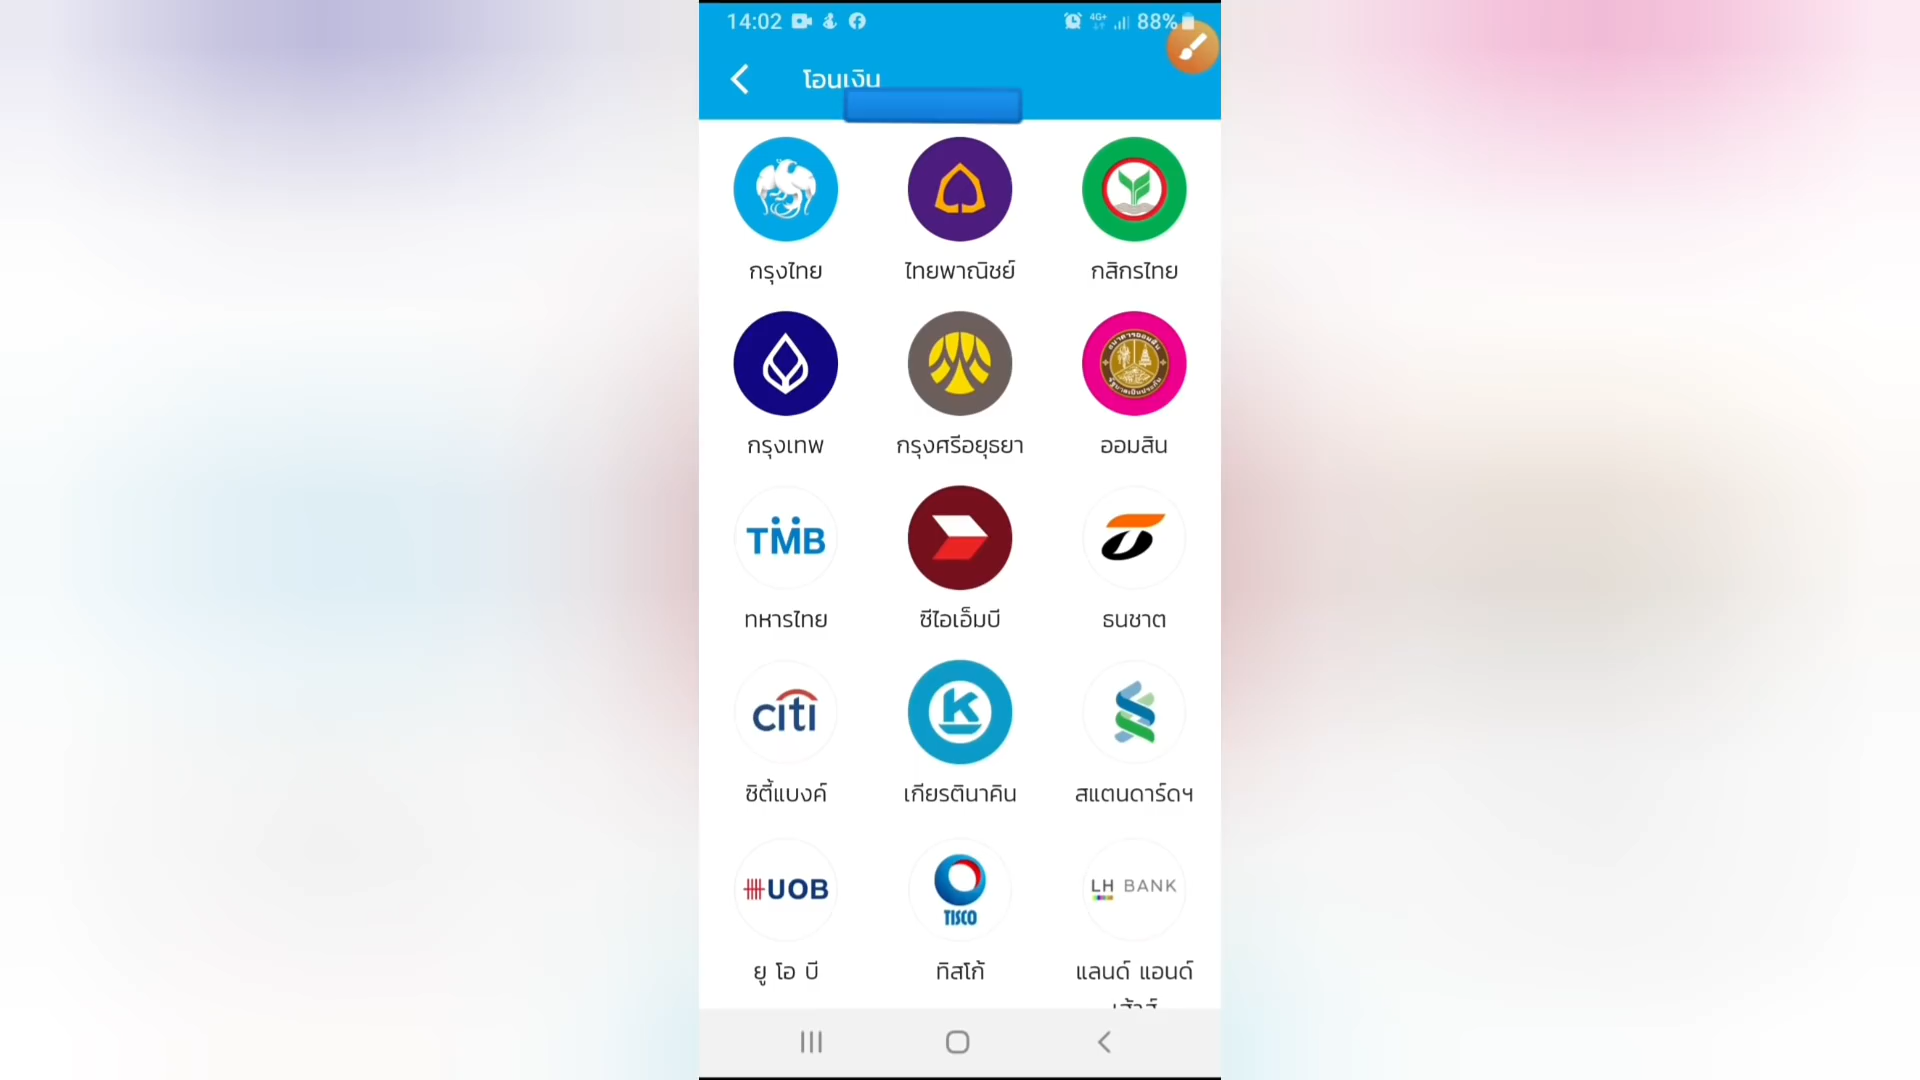 14:02 4G+ 88%
โอนเงิน
กรุงไทย ไทยพาณิชย์ กสิกรไทย
กรุงเทพ กรุงศรีอยุธยา ออมสิน
TMB
ทหารไทย ซีไอเอ็มบี ธนชาต
citi K
ซิตี้แบงค์ เกียรตินาคิน สแตนดาร์ดฯ
UOB TISCO LH BANK
ยู โอ บี ทิสโก้ แลนด์ แอนด์